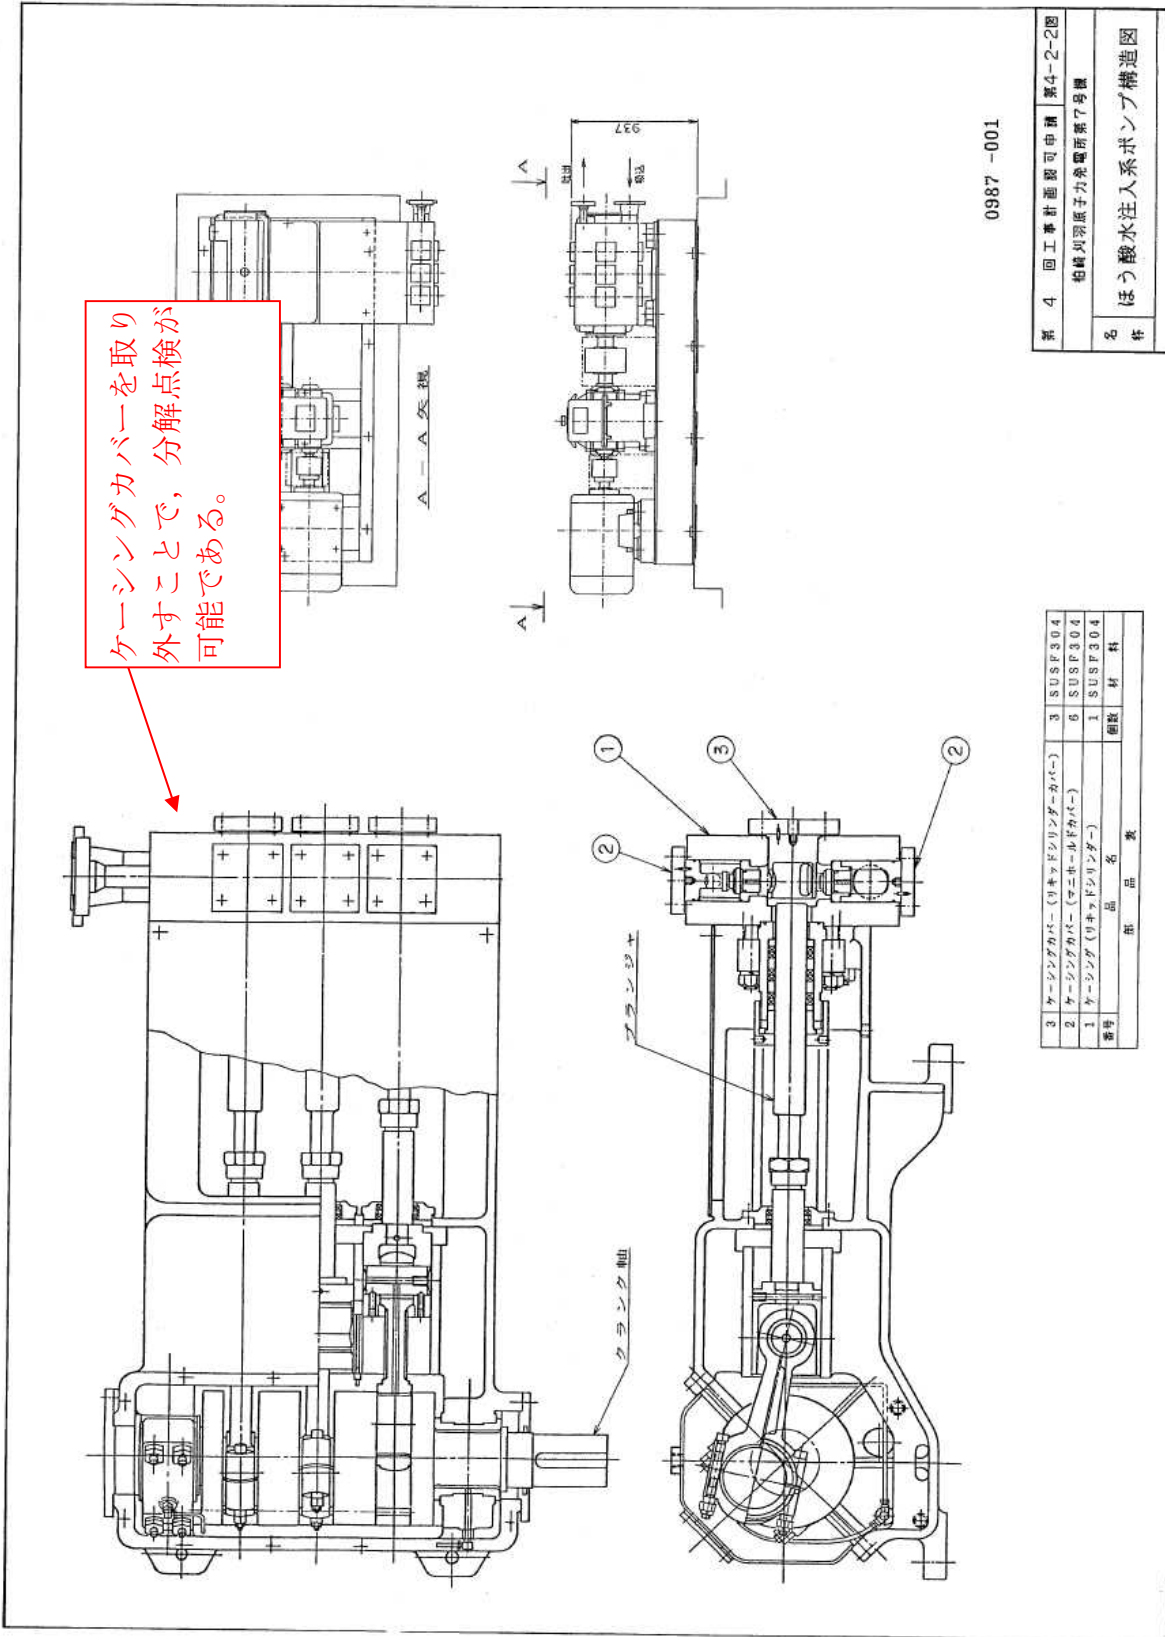 ケーシングカバーを取り
外すことで，分解点検が
可能である。
A－A矢視
A
A
937
吐出
吸込
0987 -001
第 4 回工事計画認可申請 第4-2-2図
柏崎刈羽原子力発電所第7号機
名称 ほう酸水注入系ポンプ構造図
1
2
3
2
プランジャ
クランク軸
3 ケーシングカバー (リキッドシリンダーカバー) 3 SUSF304
2 ケーシングカバー (マニホールドカバー) 6 SUSF304
1 ケーシング (リキッドシリンダー) 1 SUSF304
番号 品名 個数 材料
部品表